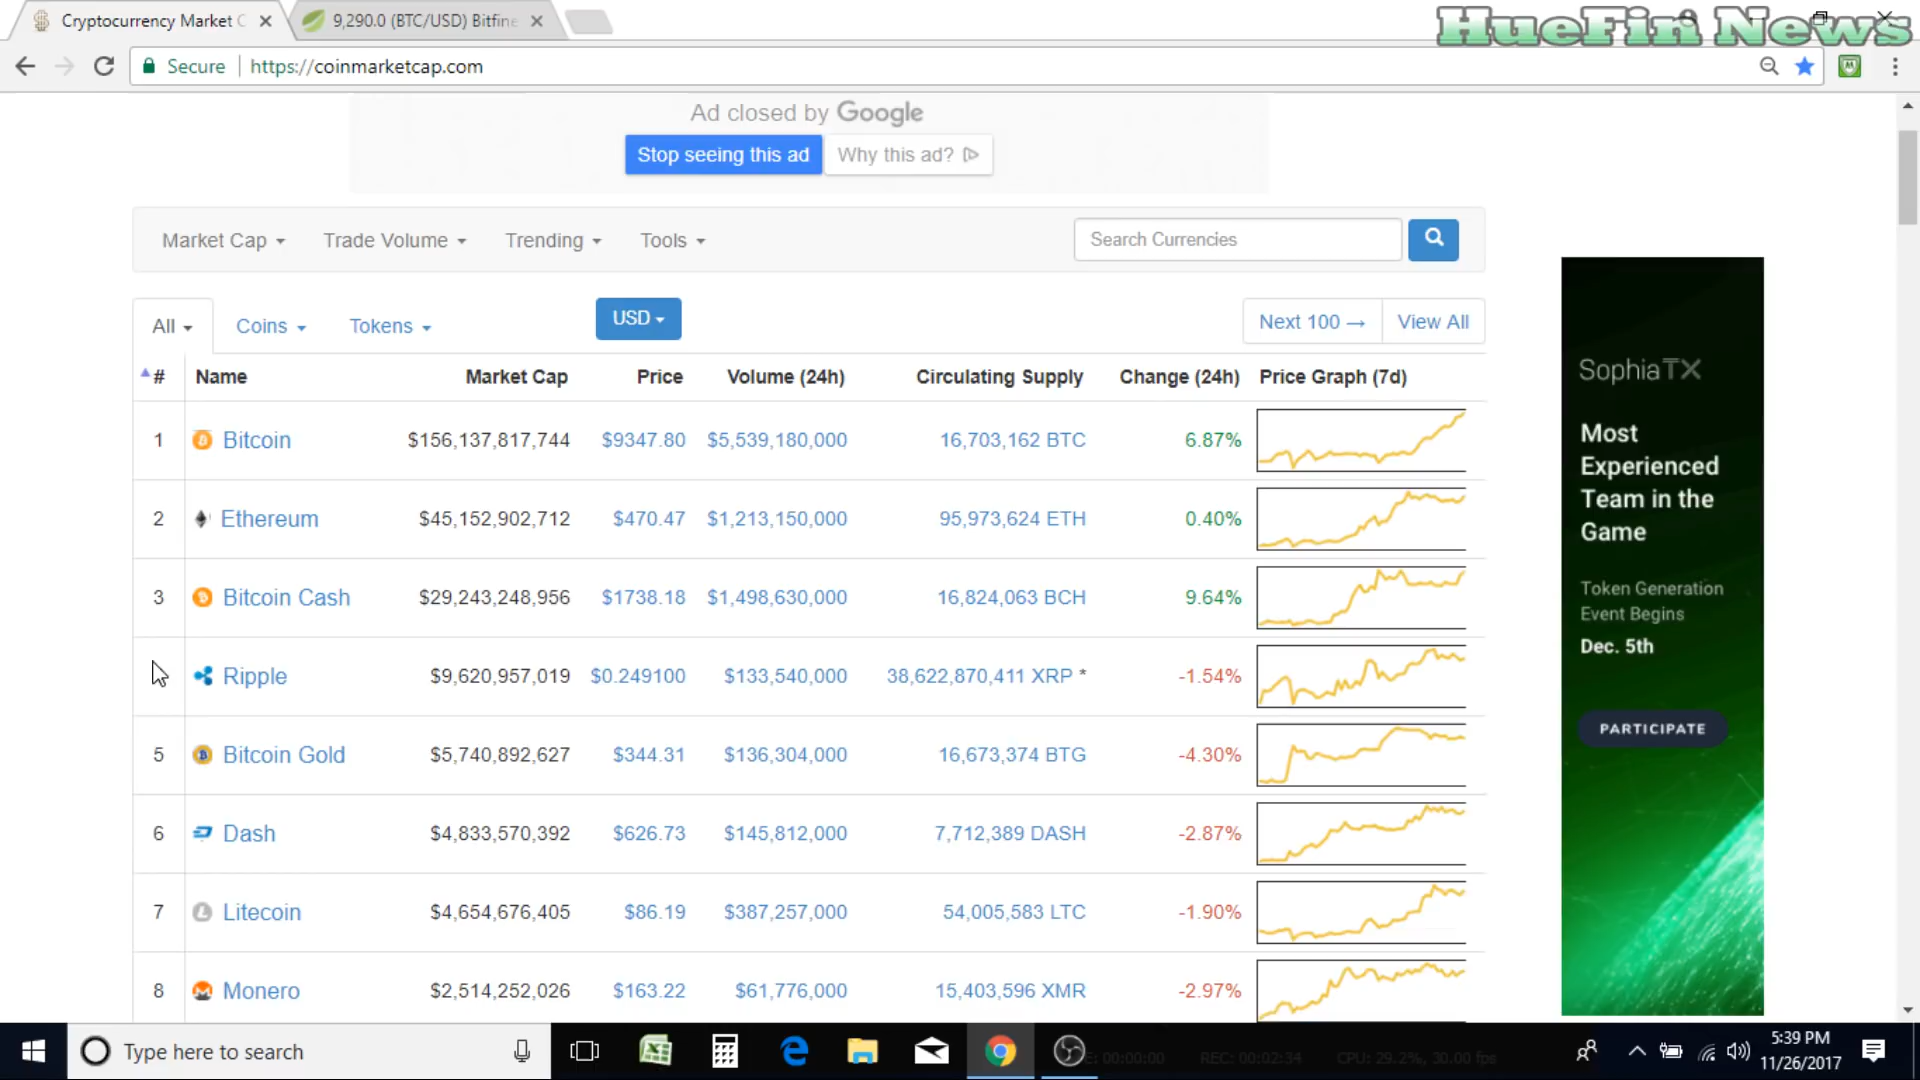 Cryptocurrency Market C
9,290.0 (BTC/USD) Bitfine
HueFin News
Secure https://coinmarketcap.com
Ad closed by Google
Stop seeing this ad Why this ad?
Market Cap Trade Volume Trending Tools Search Currencies
All Coins Tokens USD Next 100 → View All
# Name Market Cap Price Volume (24h) Circulating Supply Change (24h) Price Graph (7d)
1 Bitcoin $156,137,817,744 $9347.80 $5,539,180,000 16,703,162 BTC 6.87%
2 Ethereum $45,152,902,712 $470.47 $1,213,150,000 95,973,624 ETH 0.40%
3 Bitcoin Cash $29,243,248,956 $1738.18 $1,498,630,000 16,824,063 BCH 9.64%
Ripple $9,620,957,019 $0.249100 $133,540,000 38,622,870,411 XRP * -1.54%
5 Bitcoin Gold $5,740,892,627 $344.31 $136,304,000 16,673,374 BTG -4.30%
6 Dash $4,833,570,392 $626.73 $145,812,000 7,712,389 DASH -2.87%
7 Litecoin $4,654,676,405 $86.19 $387,257,000 54,005,583 LTC -1.90%
8 Monero $2,514,252,026 $163.22 $61,776,000 15,403,596 XMR -2.97%
SophiaTX
Most
Experienced
Team in the
Game
Token Generation
Event Begins
Dec. 5th
PARTICIPATE
Type here to search
REC: 00:02:34 CPU: 29.2%, 30.00 fps
5:39 PM
11/26/2017